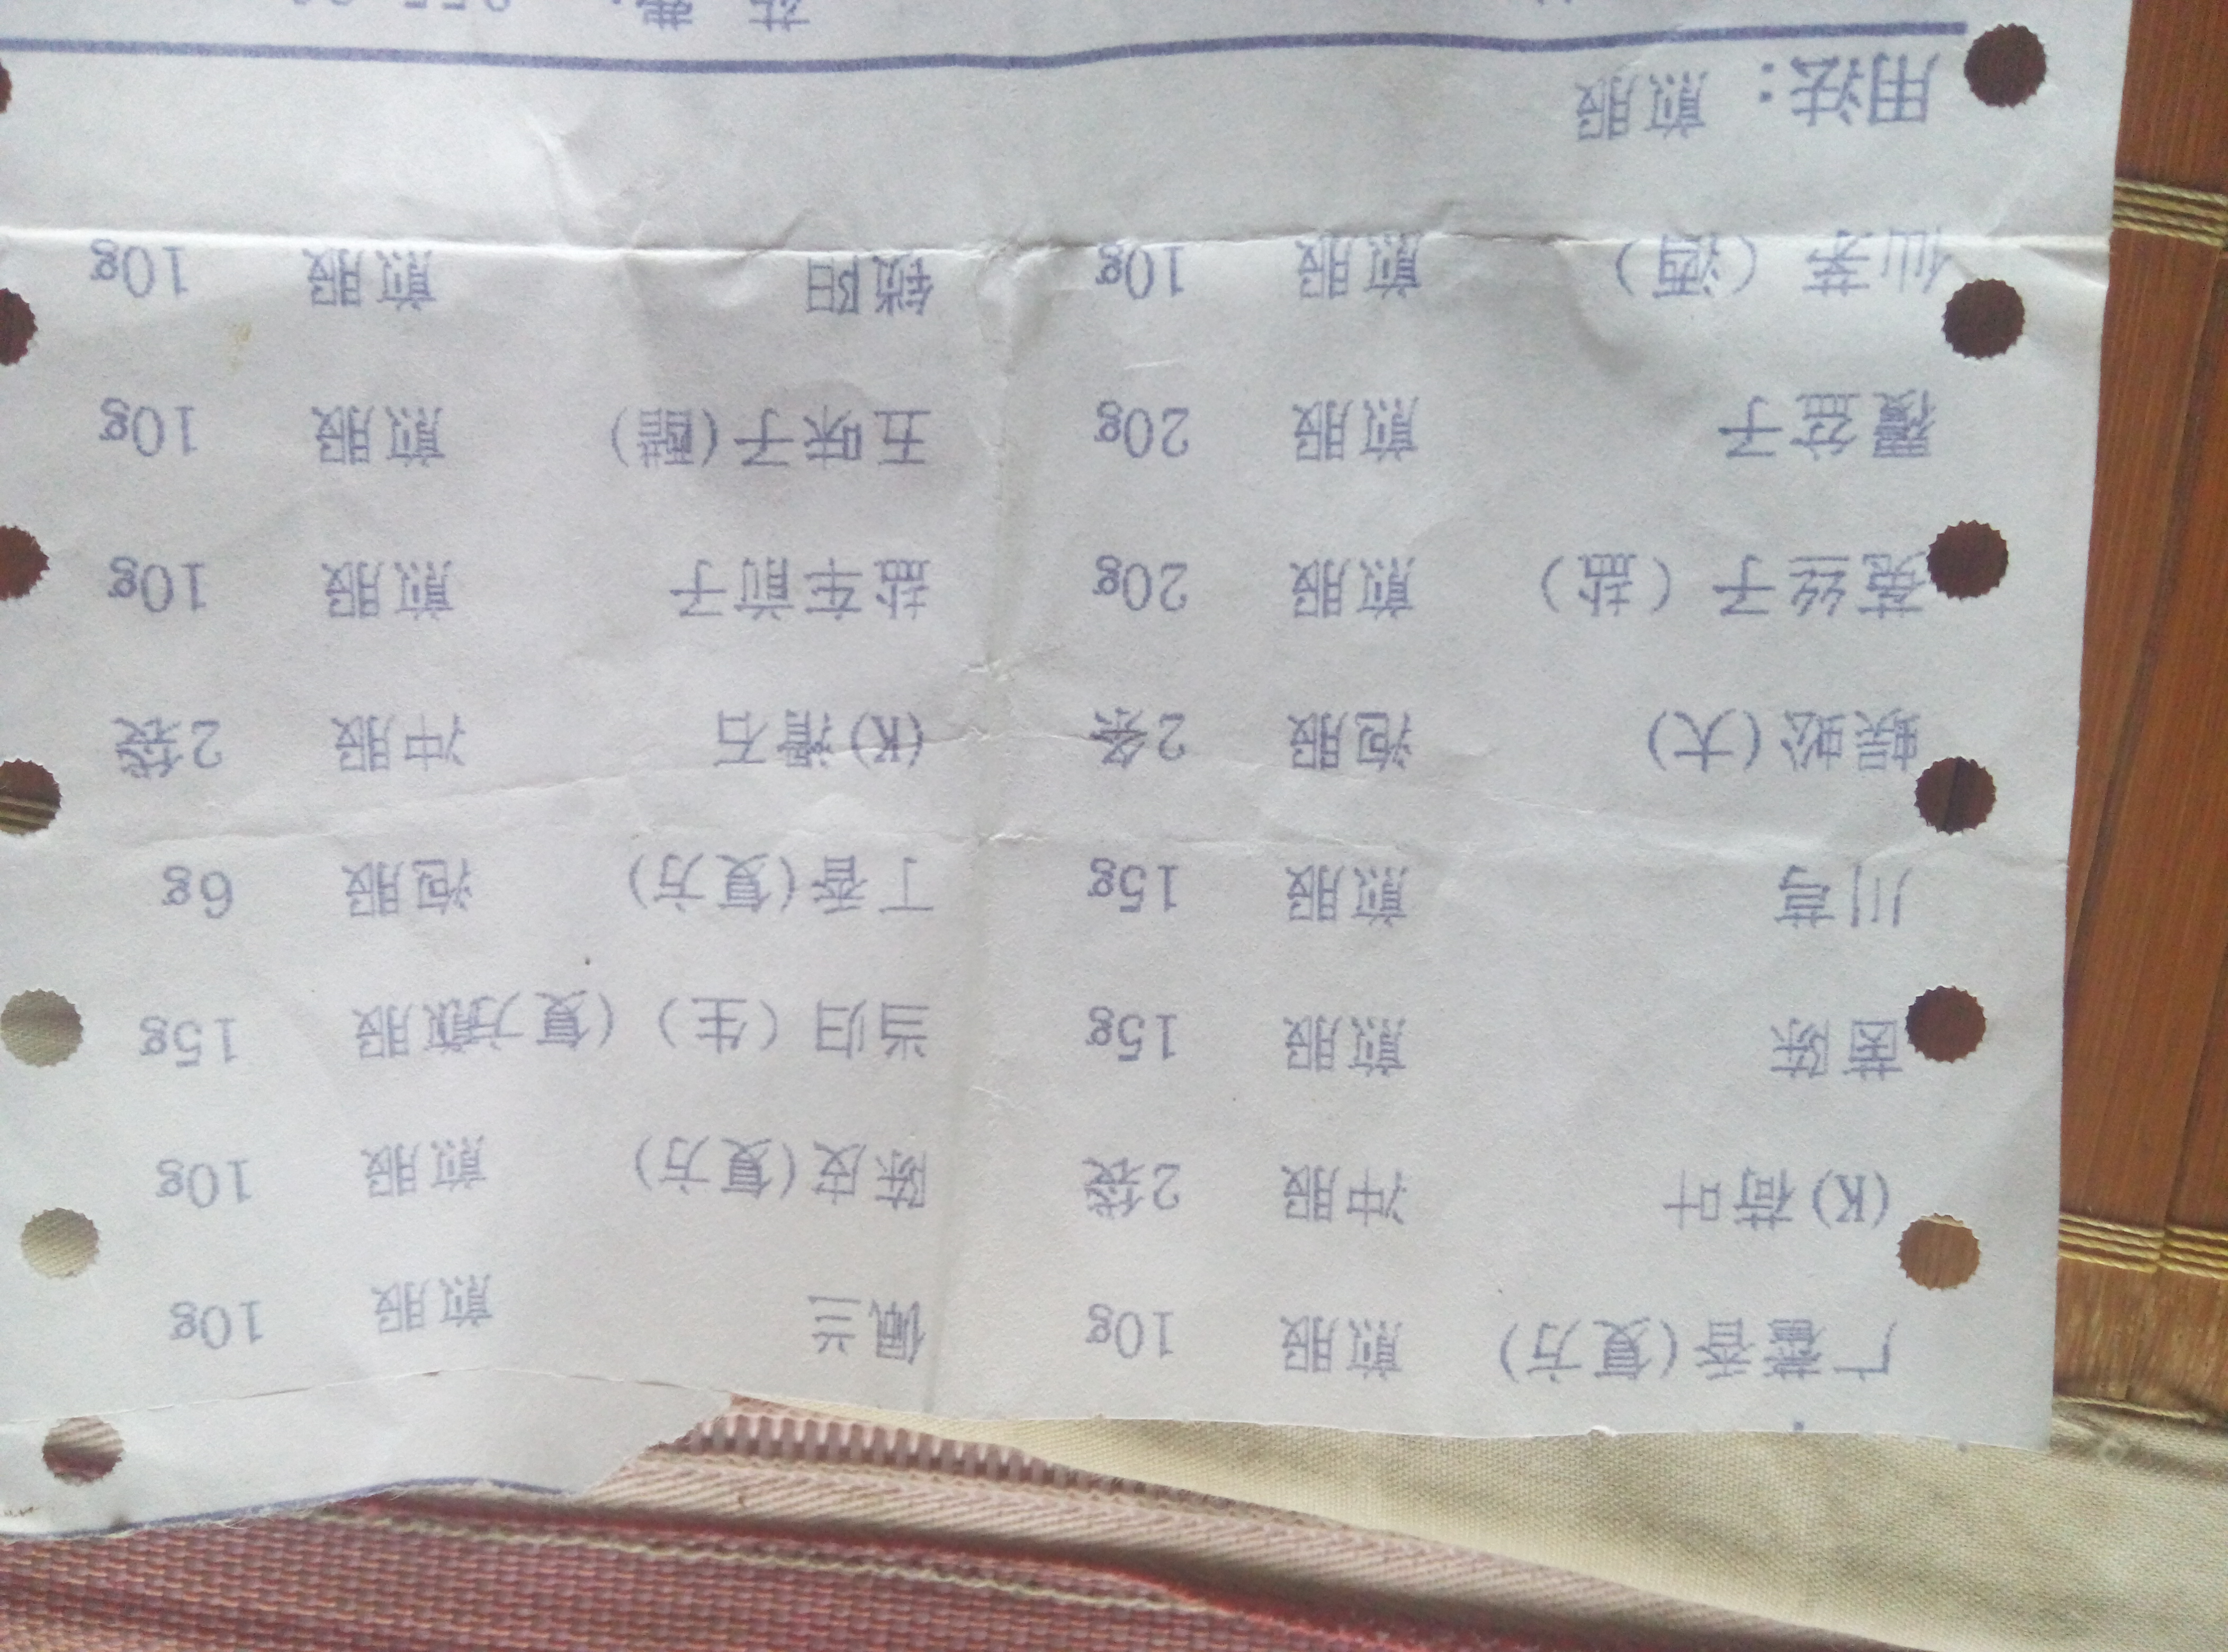 广藿香(复方) 煎服 10g 佩兰 煎服 10g
(K)荷叶 冲服 2袋 陈皮(复方) 煎服 10g
茵陈 煎服 15g 当归（生）（复方煎服 15g
川芎 煎服 15g 丁香(复方) 泡服 6g
蜈蚣(大) 泡服 2条 (K)滑石 冲服 2袋
菟丝子（盐） 煎服 20g 盐车前子 煎服 10g
覆盆子 煎服 20g 五味子(醋) 煎服 10g
仙茅（酒） 煎服 10g 锁阳 煎服 10g
用法：煎服